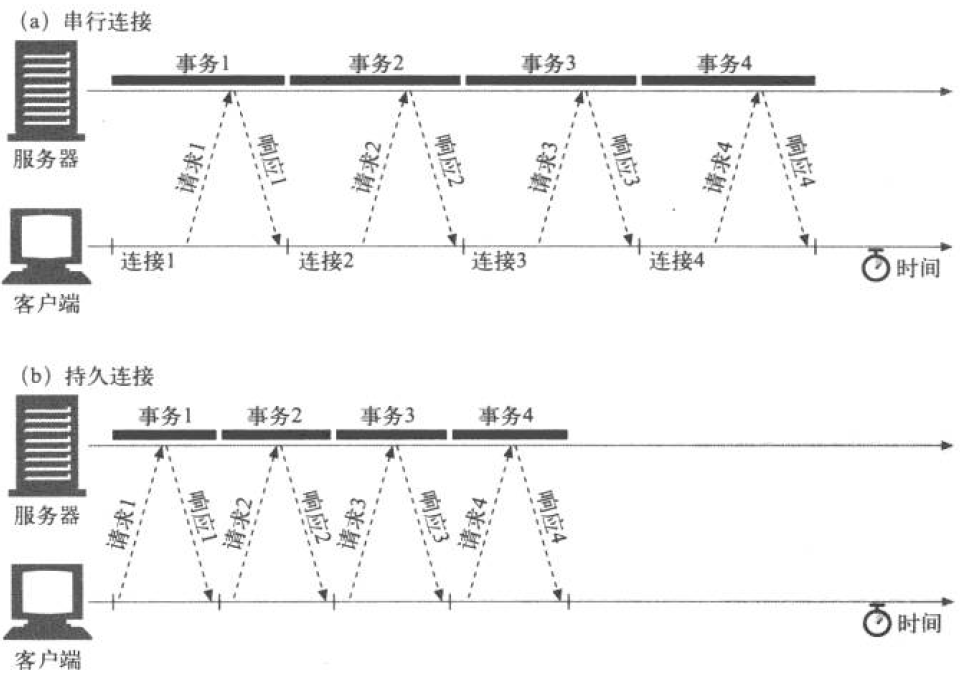 (a) 串行连接
事务1 事务2 事务3 事务4
请求1 响应1 请求2 响应2 请求3 响应3 请求4 响应4
服务器
连接1 连接2 连接3 连接4
时间
客户端
(b) 持久连接
事务1 事务2 事务3 事务4
请求1 响应1 请求2 响应2 请求3 响应3 请求4 响应4
服务器
时间
客户端